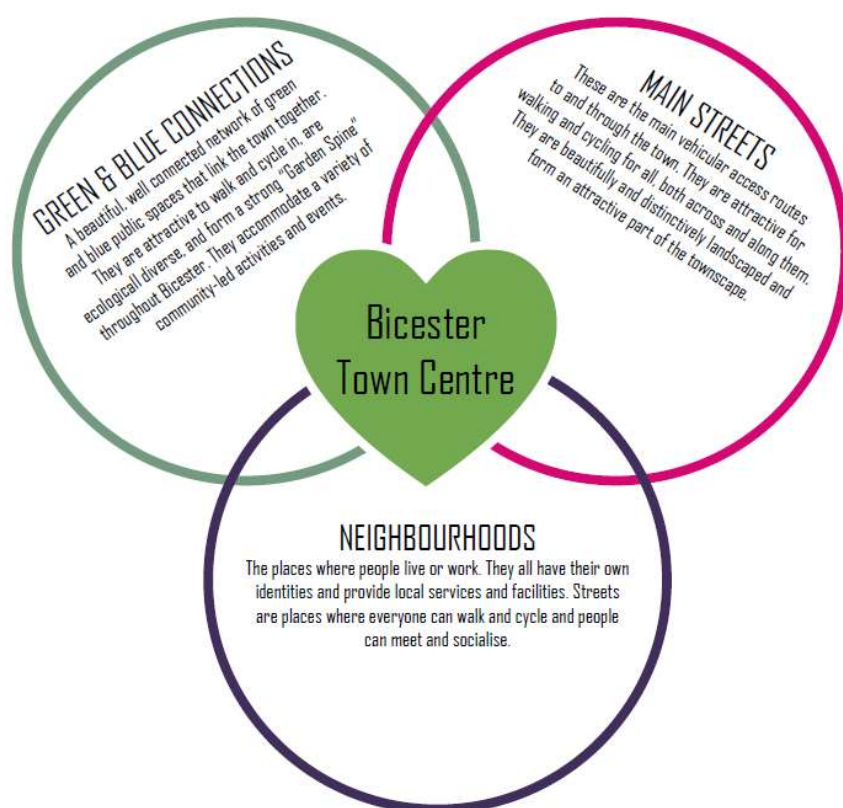 GREEN & BLUE CONNECTIONS
A beautiful, well connected network of green
and blue public spaces that link the town together.
They are attractive to walk and cycle in, are
ecologicall diverse, and form a strong "Garden Spine"
throughout Bicester. They accommodate a variety of
community-led activities and events.
MAIN STREETS
These are the main vehicular access routes
to and through the town. They are attractive for
walking and cycling for all, both across and along them.
They are beautifully and distinctively landscaped and
form an attractive part of the townscape.
Bicester
Town Centre
NEIGHBOURHOODS
The places where people live or work. They all have their own
identities and provide local services and facilities. Streets
are places where everyone can walk and cycle and people
can meet and socialise.